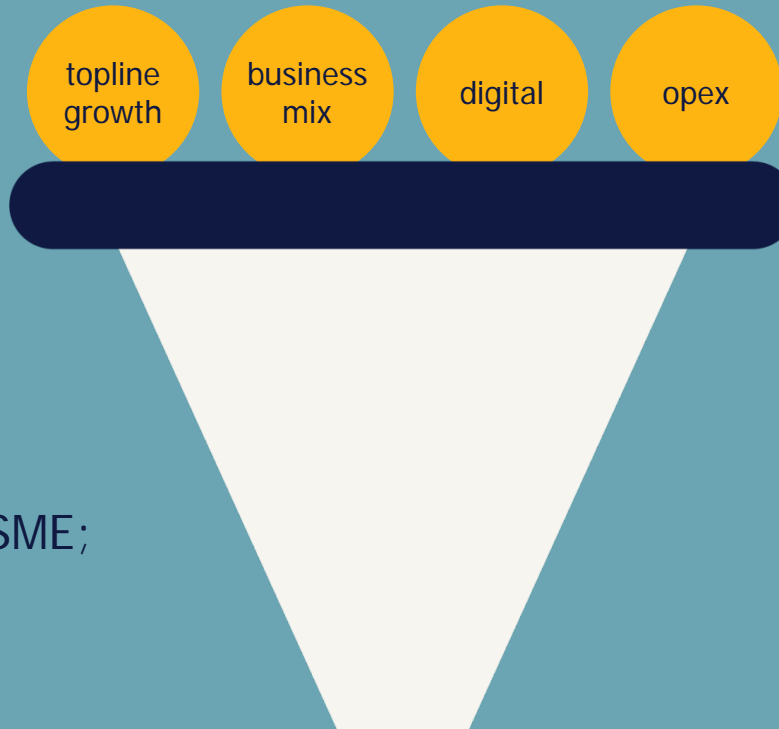 topline
growth
business
mix
digital
opex
SME;